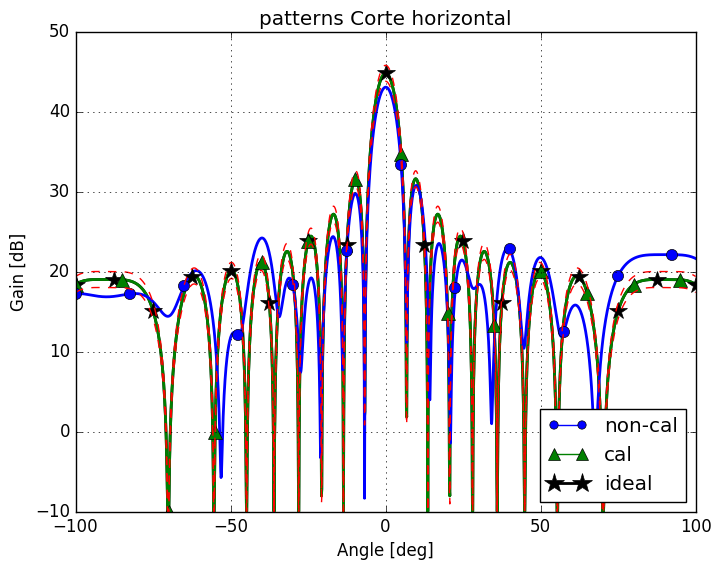 patterns Corte horizontal
50
40
30
20
10
0
−10
Gain [dB]
−100
−50
0
50
100
Angle [deg]
non-cal
cal
ideal